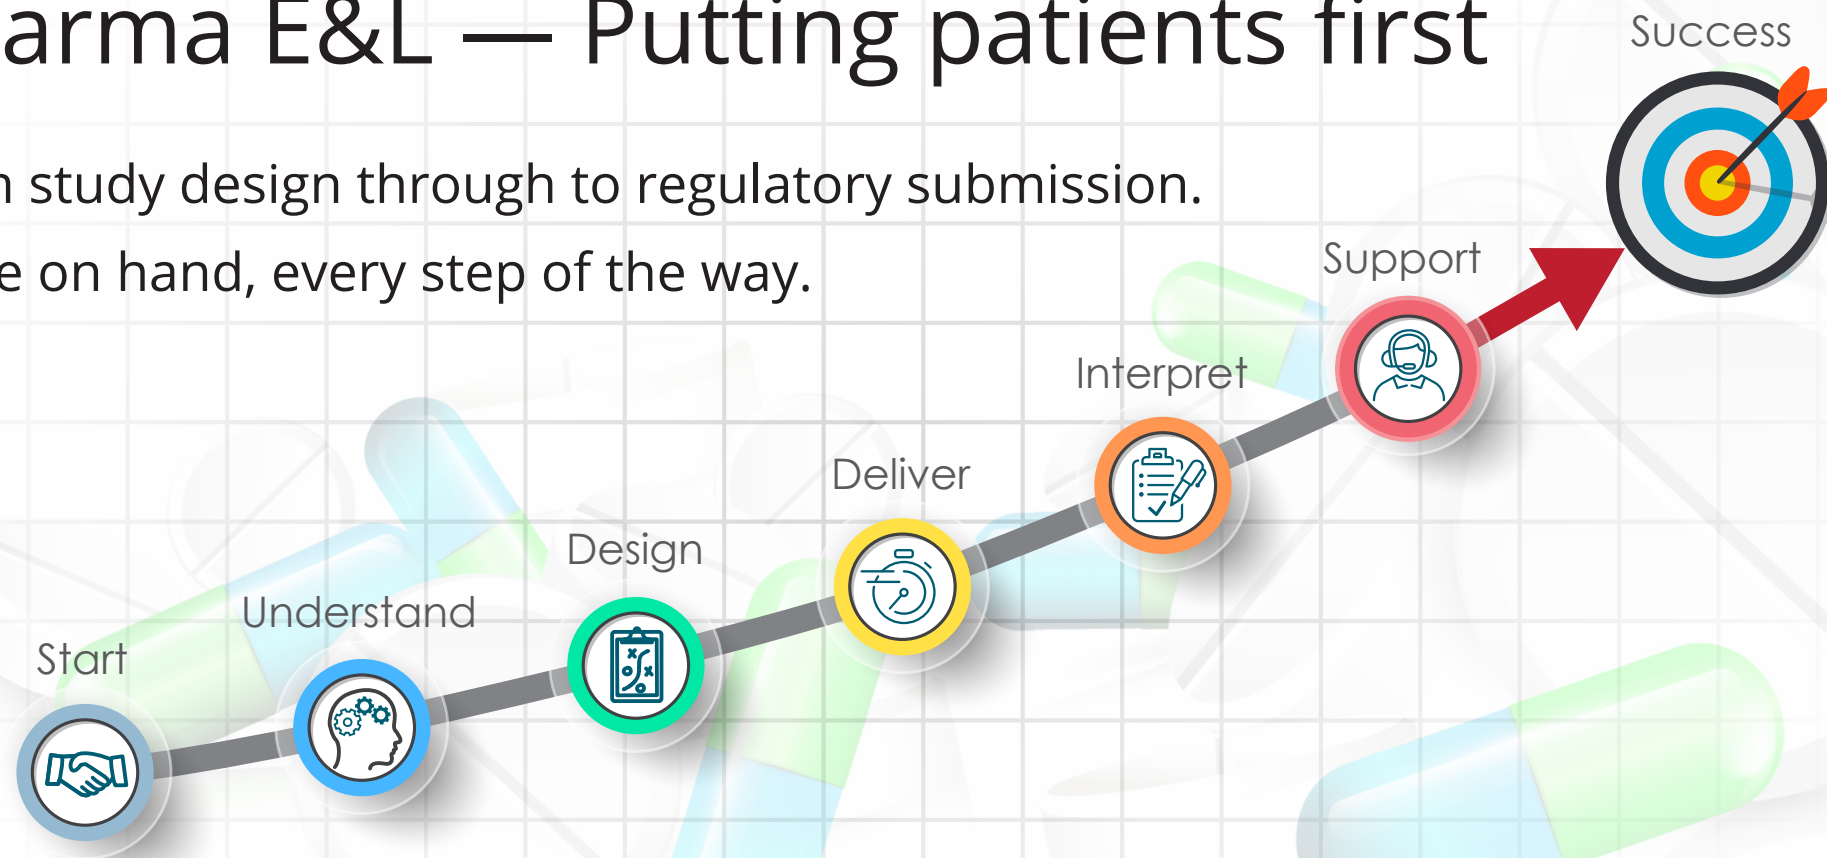 arma E&L — Putting patients first
Success
study design through to regulatory submission.
on hand, every step of the way.
Support
Interpret
Deliver
Design
Understand
Start